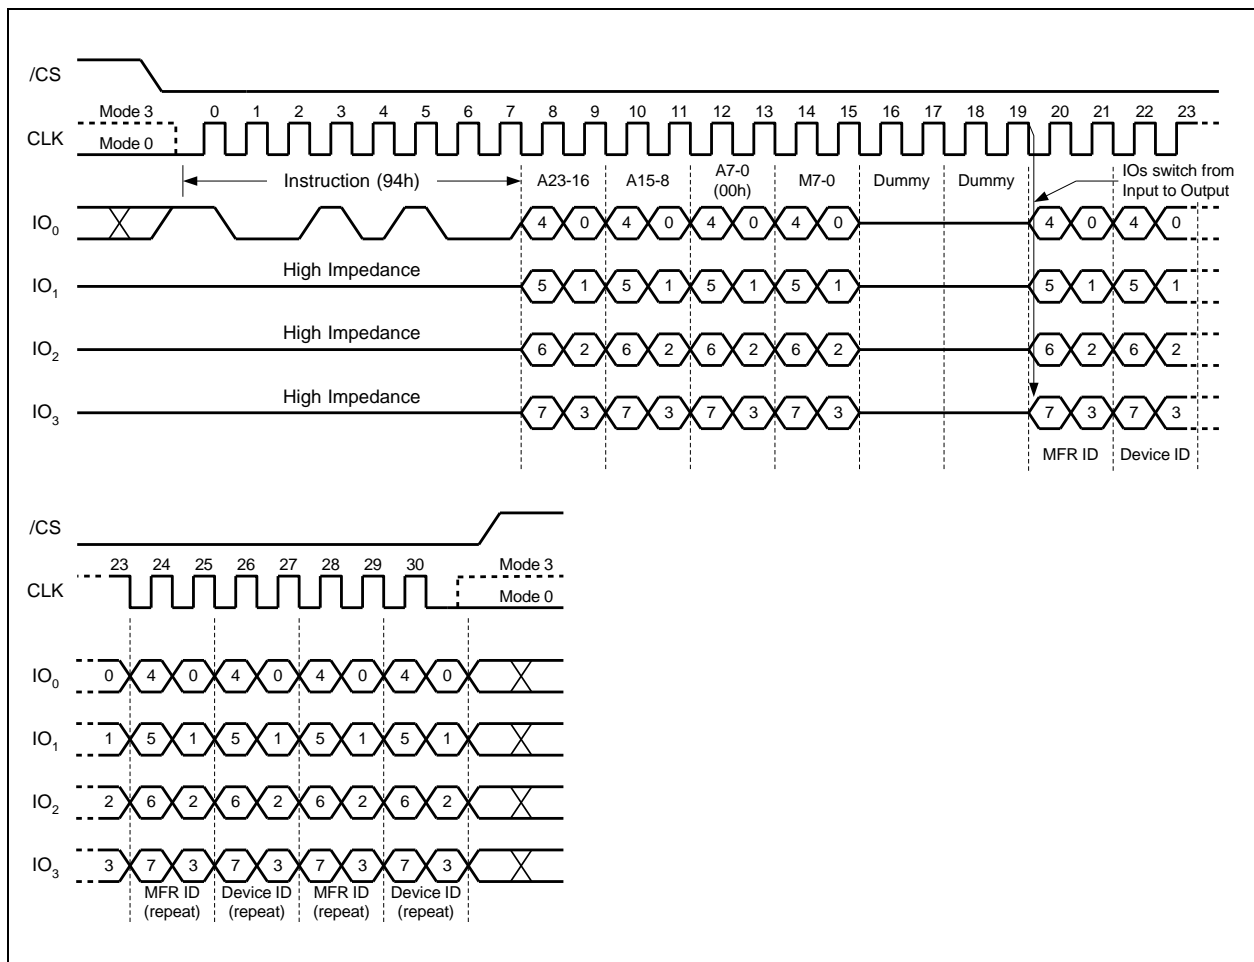 /CS
Mode 3
0 1 2 3 4 5 6 7 8 9 10 11 12 13 14 15 16 17 18 19 20 21 22 23
CLK
Mode 0
Instruction (94h)
A23-16
A15-8
A7-0
(00h)
M7-0
Dummy
Dummy
IOs switch from
Input to Output
IO0 4 0 4 0 4 0 4 0 4 0 4 0
High Impedance
IO1 5 1 5 1 5 1 5 1 5 1 5 1
High Impedance
IO2 6 2 6 2 6 2 6 2 6 2 6 2
High Impedance
IO3 7 3 7 3 7 3 7 3 7 3 7 3
MFR ID
Device ID
/CS
23 24 25 26 27 28 29 30
Mode 3
CLK
Mode 0
IO0 0 4 0 4 0 4 0 4 0
IO1 1 5 1 5 1 5 1 5 1
IO2 2 6 2 6 2 6 2 6 2
IO3 3 7 3 7 3 7 3 7 3
MFR ID
(repeat)
Device ID
(repeat)
MFR ID
(repeat)
Device ID
(repeat)